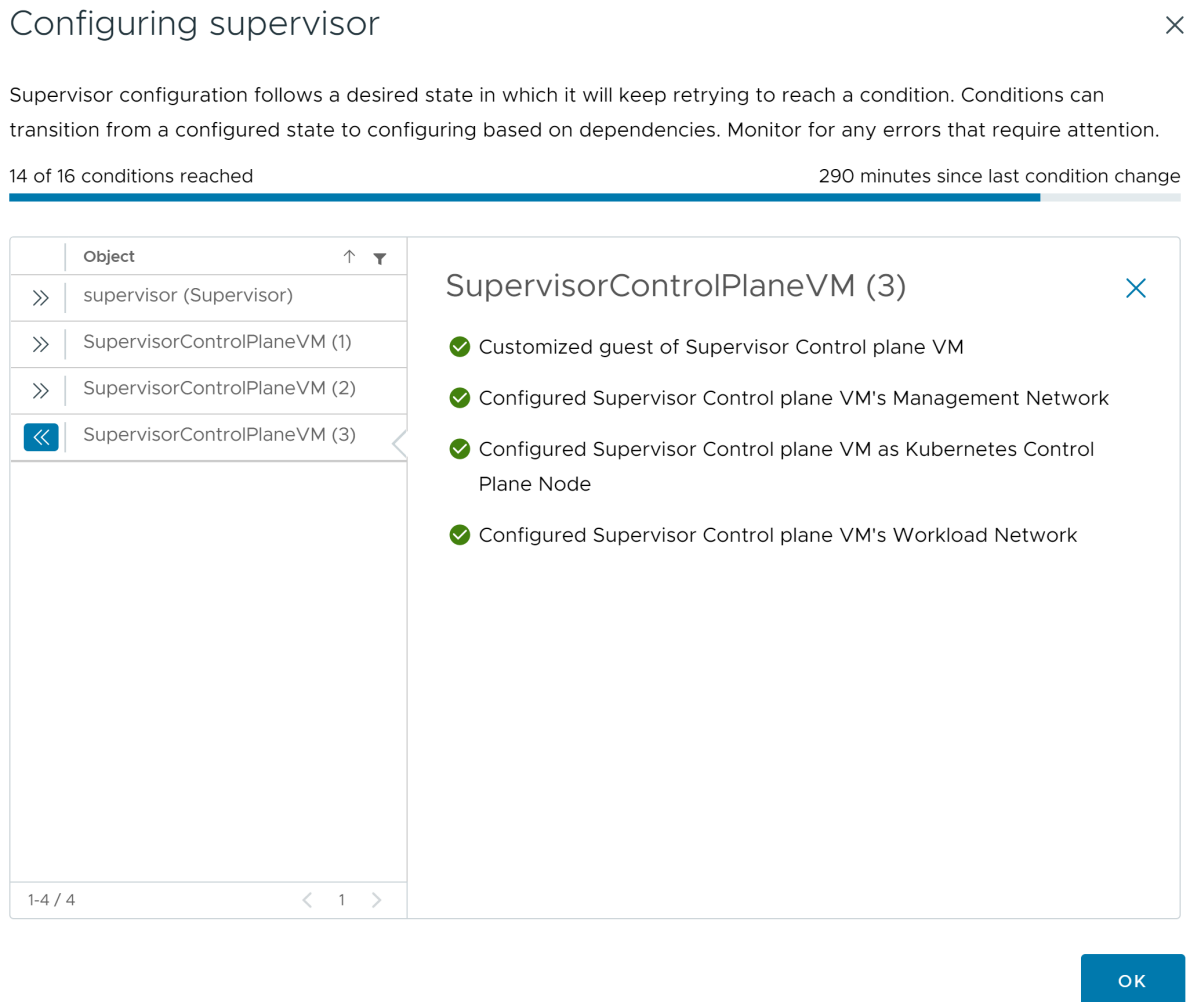 Configuring supervisor
Supervisor configuration follows a desired state in which it will keep retrying to reach a condition. Conditions can
transition from a configured state to configuring based on dependencies. Monitor for any errors that require attention.
14 of 16 conditions reached
290 minutes since last condition change
Object
supervisor (Supervisor)
SupervisorControlPlaneVM (1)
SupervisorControlPlaneVM (2)
SupervisorControlPlaneVM (3)
1-4 / 4
1
SupervisorControlPlaneVM (3)
Customized guest of Supervisor Control plane VM
Configured Supervisor Control plane VM's Management Network
Configured Supervisor Control plane VM as Kubernetes Control
Plane Node
Configured Supervisor Control plane VM's Workload Network
OK